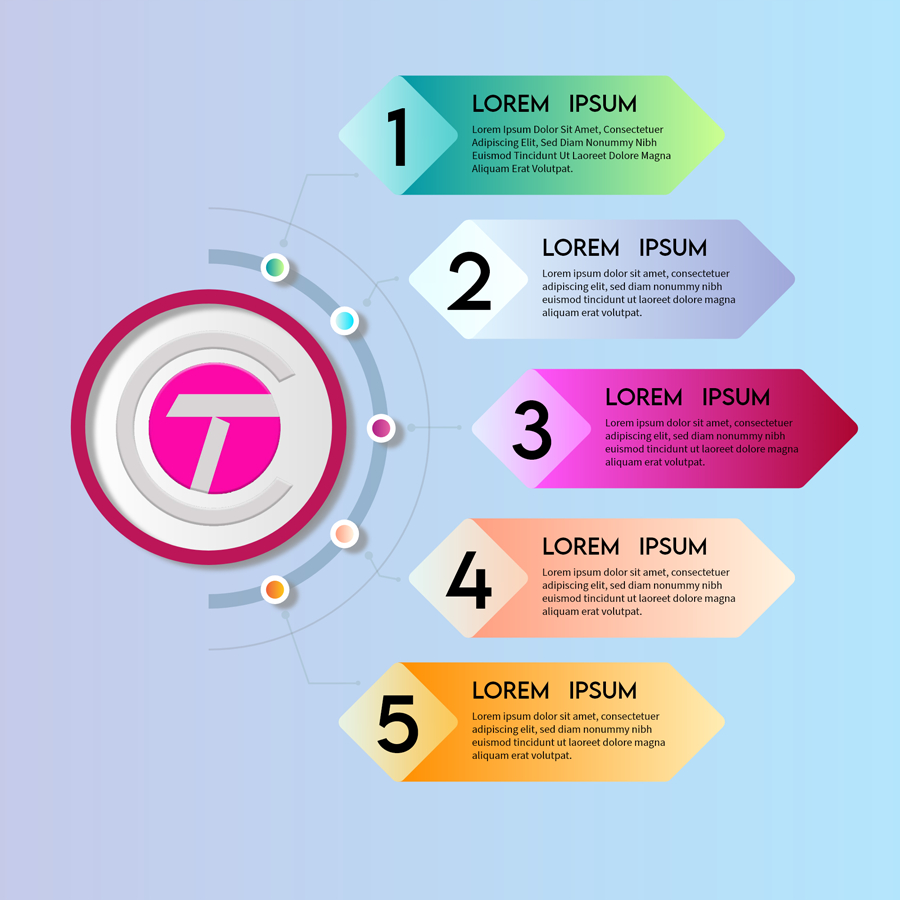 1
LOREM IPSUM
Lorem Ipsum Dolor Sit Amet, Consectetuer
Adipiscing Elit, Sed Diam Nonummy Nibh
Euismod Tincidunt Ut Laoreet Dolore Magna
Aliquam Erat Volutpat.
2
LOREM IPSUM
Lorem ipsum dolor sit amet, consectetuer
adipiscing elit, sed diam nonummy nibh
euismod tincidunt ut laoreet dolore magna
aliquam erat volutpat.
3
LOREM IPSUM
Lorem ipsum dolor sit amet, consectetuer
adipiscing elit, sed diam nonummy nibh
euismod tincidunt ut laoreet dolore magna
aliquam erat volutpat.
CT
4
LOREM IPSUM
Lorem ipsum dolor sit amet, consectetuer
adipiscing elit, sed diam nonummy nibh
euismod tincidunt ut laoreet dolore magna
aliquam erat volutpat.
5
LOREM IPSUM
Lorem ipsum dolor sit amet, consectetuer
adipiscing elit, sed diam nonummy nibh
euismod tincidunt ut laoreet dolore magna
aliquam erat volutpat.